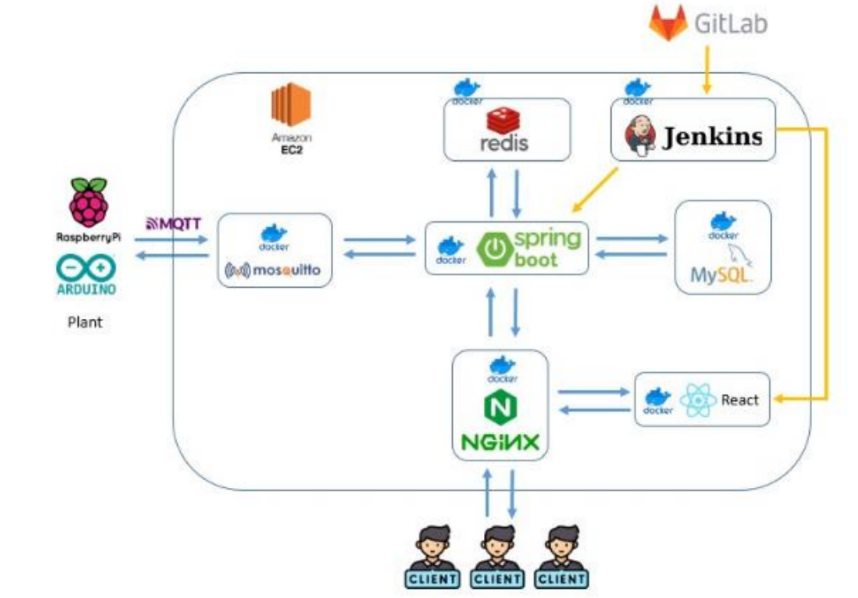 GitLab
docker
docker
Amazon
EC2
redis
Jenkins
RaspberryPi
MQTT
docker
mosquitto
docker
spring
boot
docker
MySQL
ARDUINO
Plant
docker
NGINX
docker
React
CLIENT
CLIENT
CLIENT